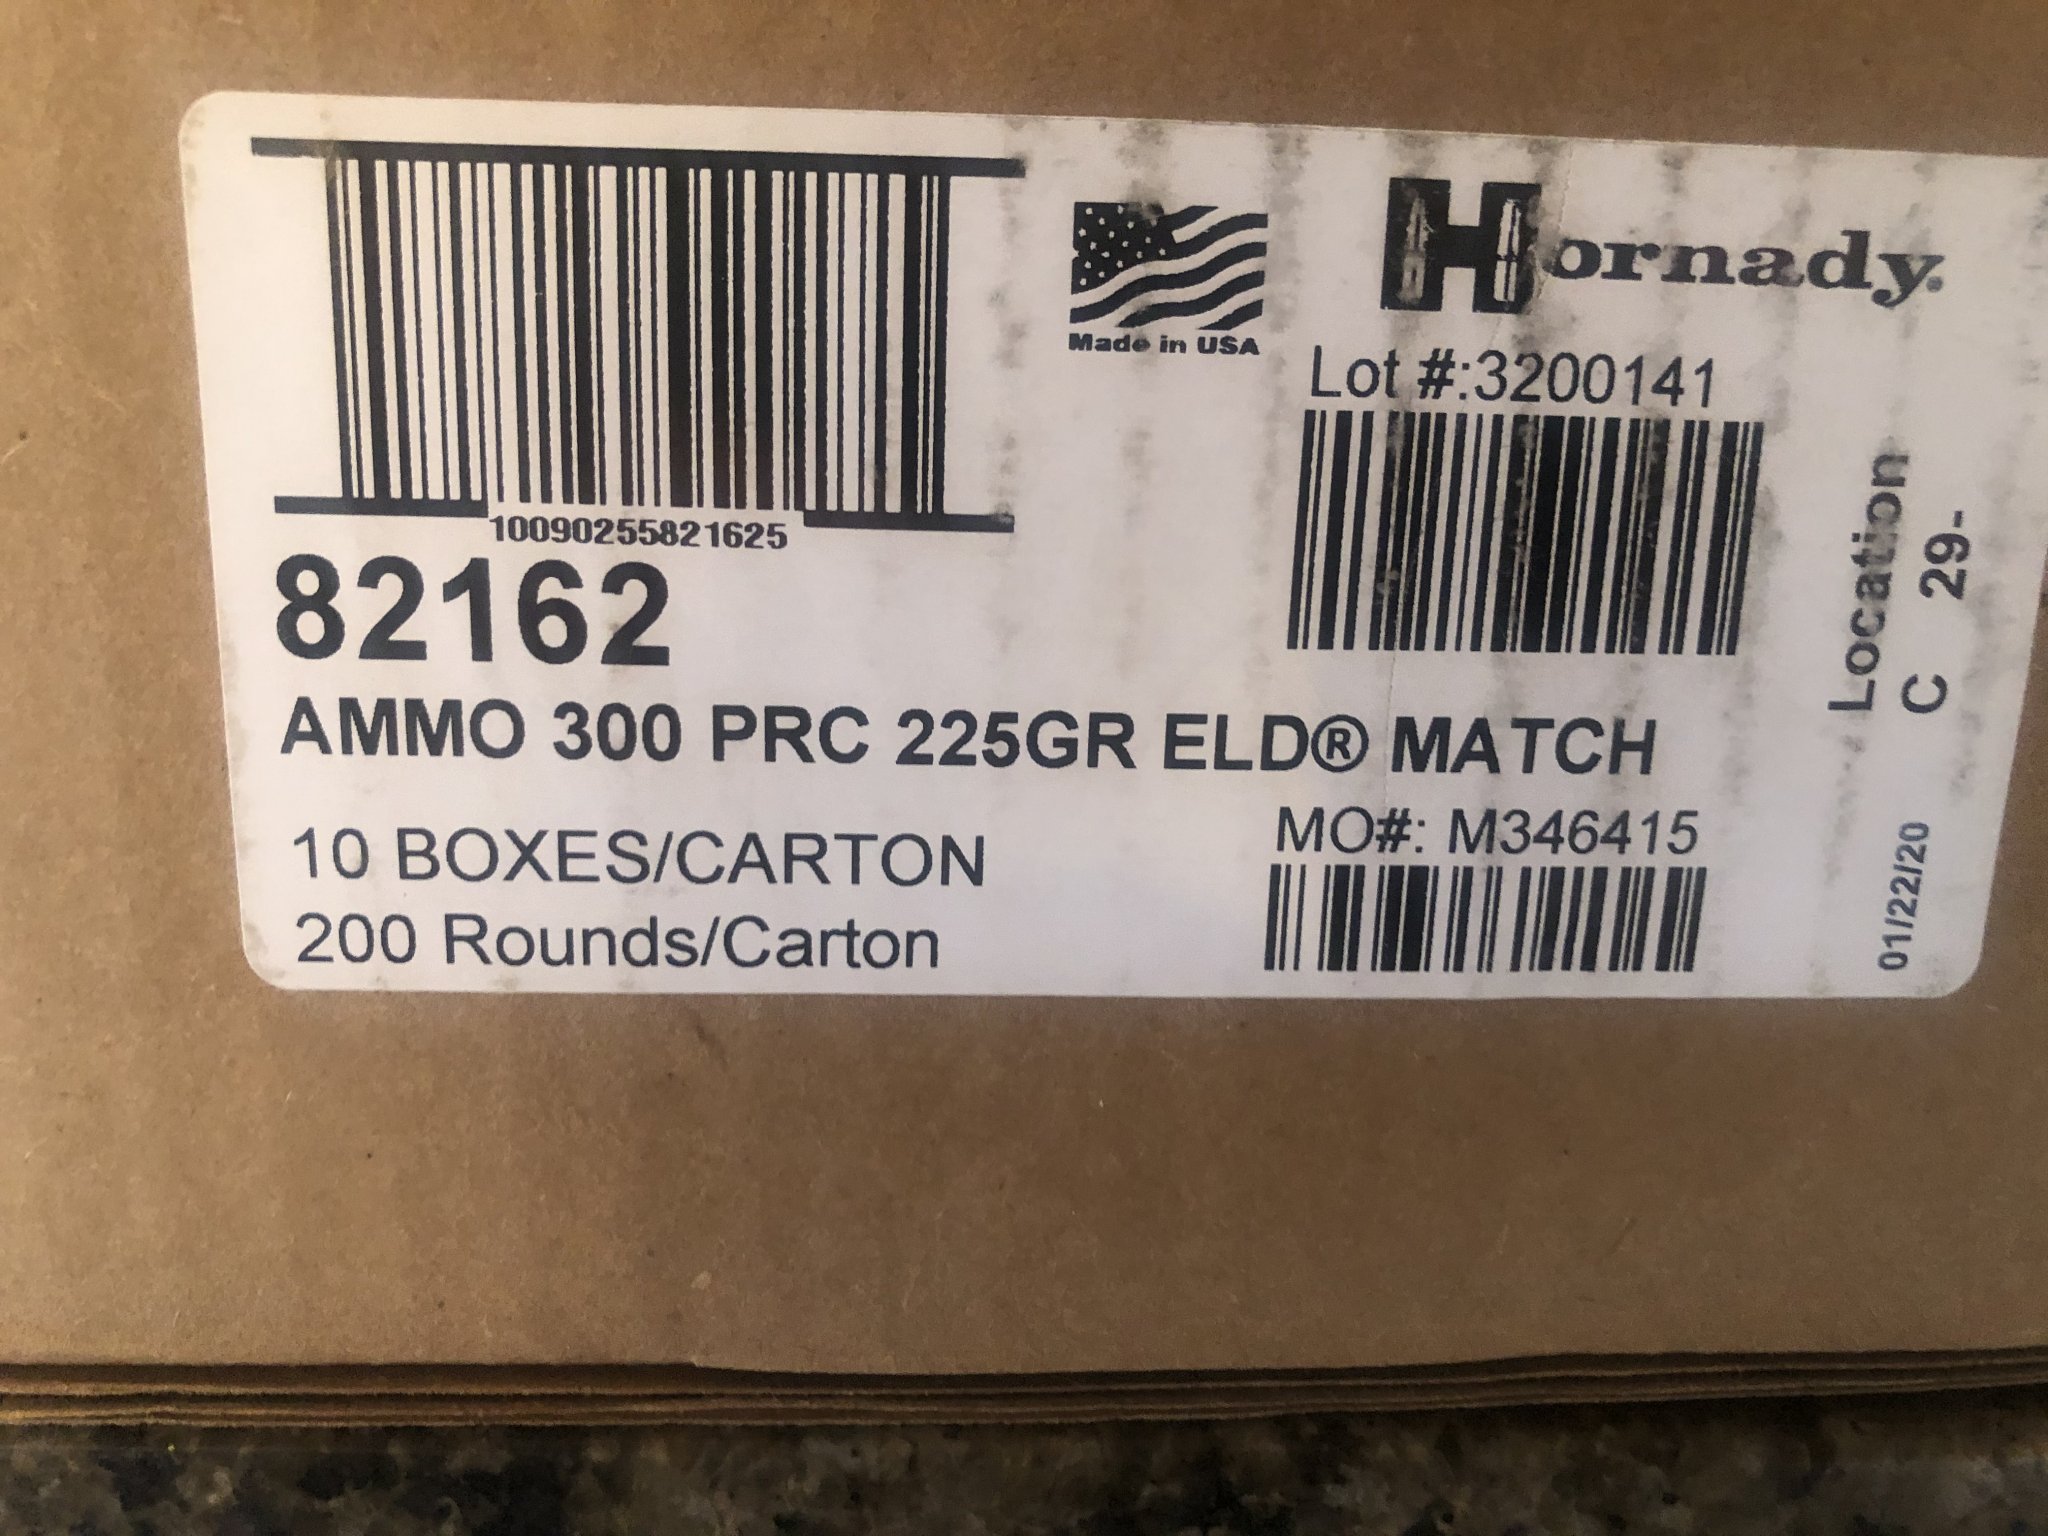 10090255821625
82162
AMMO 300 PRC 225GR ELD® MATCH
10 BOXES/CARTON
200 Rounds/Carton
Made in USA
Hornady.
Lot #:3200141
MO#: M346415
Location
C 29-
01/22/20